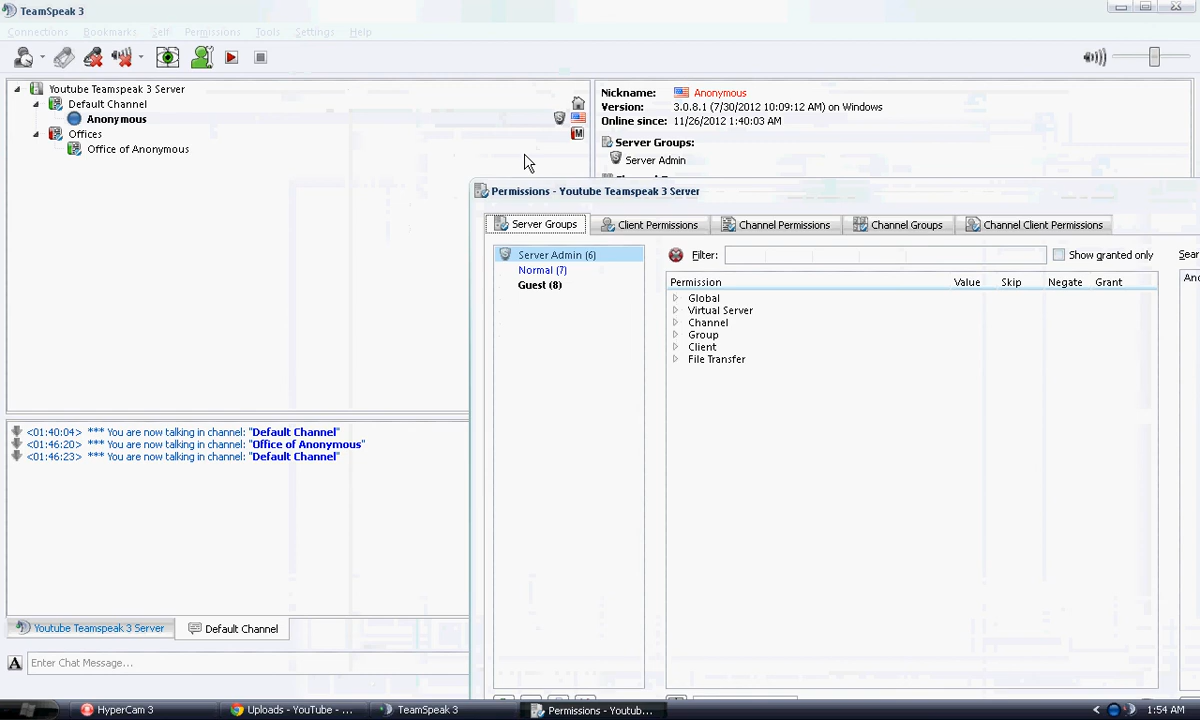 TeamSpeak 3
Connections Bookmarks Self Permissions Tools Settings Help
Youtube Teamspeak 3 Server
Default Channel
Anonymous
Offices
M
Office of Anonymous
Nickname: Anonymous
Version: 3.0.8.1 (7/30/2012 10:09:12 AM) on Windows
Online since: 11/26/2012 1:40:03 AM
Server Groups:
Server Admin
Permissions - Youtube Teamspeak 3 Server
Server Groups Client Permissions Channel Permissions Channel Groups Channel Client Permissions
Server Admin (6)
Normal (7)
Guest (8)
Filter: Show granted only
Permission Value Skip Negate Grant
Global
Virtual Server
Channel
Group
Client
File Transfer
<01:40:04> *** You are now talking in channel: "Default Channel"
<01:46:20> *** You are now talking in channel: "Office of Anonymous"
<01:46:23> *** You are now talking in channel: "Default Channel"
Youtube Teamspeak 3 Server Default Channel
A Enter Chat Message...
HyperCam 3 Uploads - YouTube - ... TeamSpeak 3 Permissions - Youtub... 1:54 AM